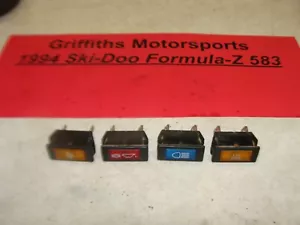 Griffiths Motorsports
1994 Ski-Doo Formula-Z 583